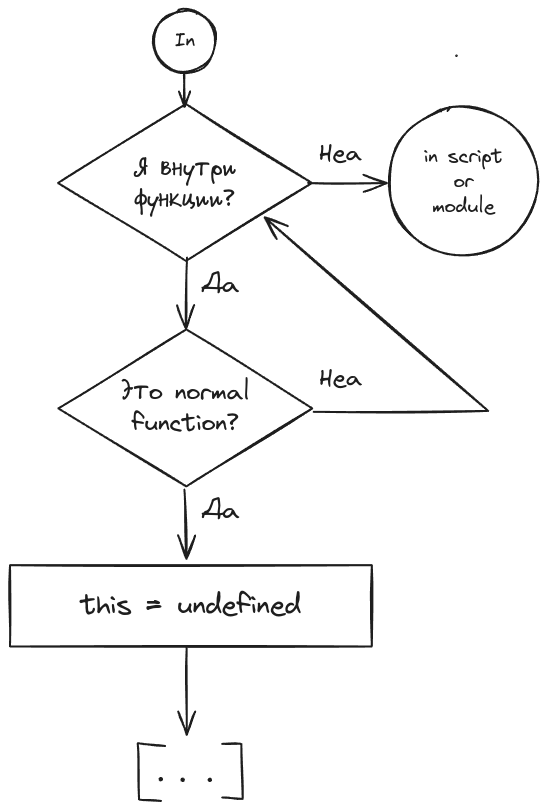 In
Я внутри
функции?
Неа
in script
or
module
Да
Это normal
function?
Неа
Да
this = undefined
[...]